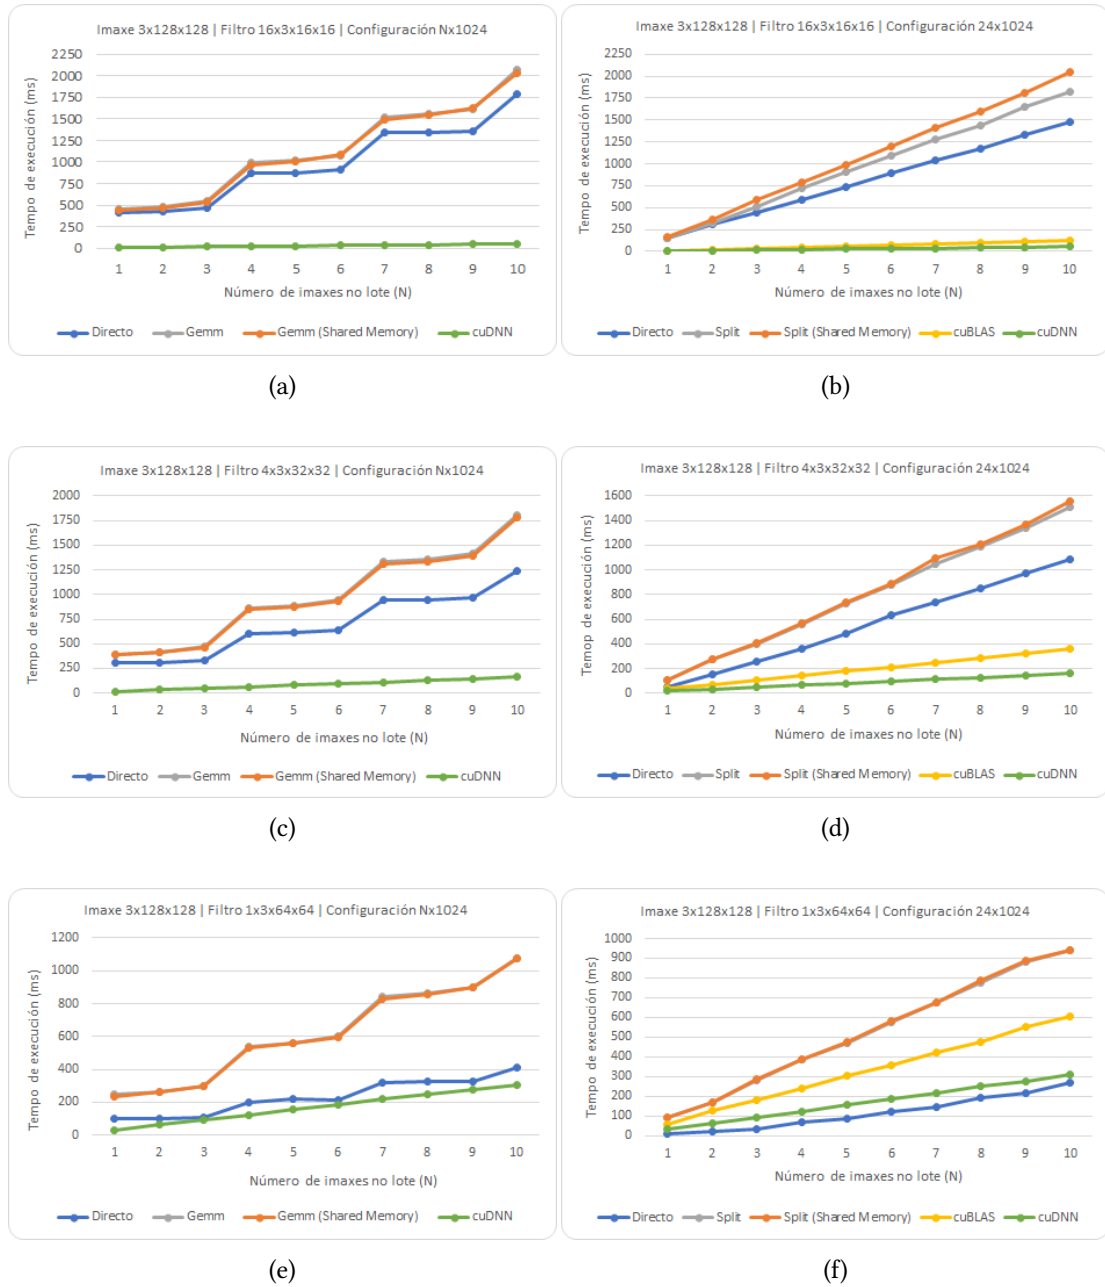 Imaxe 3x128x128 | Filtro 16x3x16x16 | Configuración Nx1024
Tempo de execución (ms)
2250
2000
1750
1500
1250
1000
750
500
250
0
1 2 3 4 5 6 7 8 9 10
Número de imaxes no lote (N)
Directo Gemm Gemm (Shared Memory) cuDNN
(a)
Imaxe 3x128x128 | Filtro 16x3x16x16 | Configuración 24x1024
Tempo de execución (ms)
2250
2000
1750
1500
1250
1000
750
500
250
0
1 2 3 4 5 6 7 8 9 10
Número de imaxes no lote (N)
Directo Split Split (Shared Memory) cuBLAS cuDNN
(b)
Imaxe 3x128x128 | Filtro 4x3x32x32 | Configuración Nx1024
Tempo de execución (ms)
2000
1750
1500
1250
1000
750
500
250
0
1 2 3 4 5 6 7 8 9 10
Número de imaxes no lote (N)
Directo Gemm Gemm (Shared Memory) cuDNN
(c)
Imaxe 3x128x128 | Filtro 4x3x32x32 | Configuración 24x1024
Temop de execución (ms)
1600
1400
1200
1000
800
600
400
200
0
1 2 3 4 5 6 7 8 9 10
Número de imaxes no lote (N)
Directo Split Split (Shared Memory) cuBLAS cuDNN
(d)
Imaxe 3x128x128 | Filtro 1x3x64x64 | Configuración Nx1024
Tempo de execución (ms)
1200
1000
800
600
400
200
0
1 2 3 4 5 6 7 8 9 10
Número de imaxes no lote (N)
Directo Gemm Gemm (Shared Memory) cuDNN
(e)
Imaxe 3x128x128 | Filtro 1x3x64x64 | Configuración 24x1024
Tempo de execución (ms)
1000
900
800
700
600
500
400
300
200
100
0
1 2 3 4 5 6 7 8 9 10
Número de imaxes no lote (N)
Directo Split Split (Shared Memory) cuBLAS cuDNN
(f)